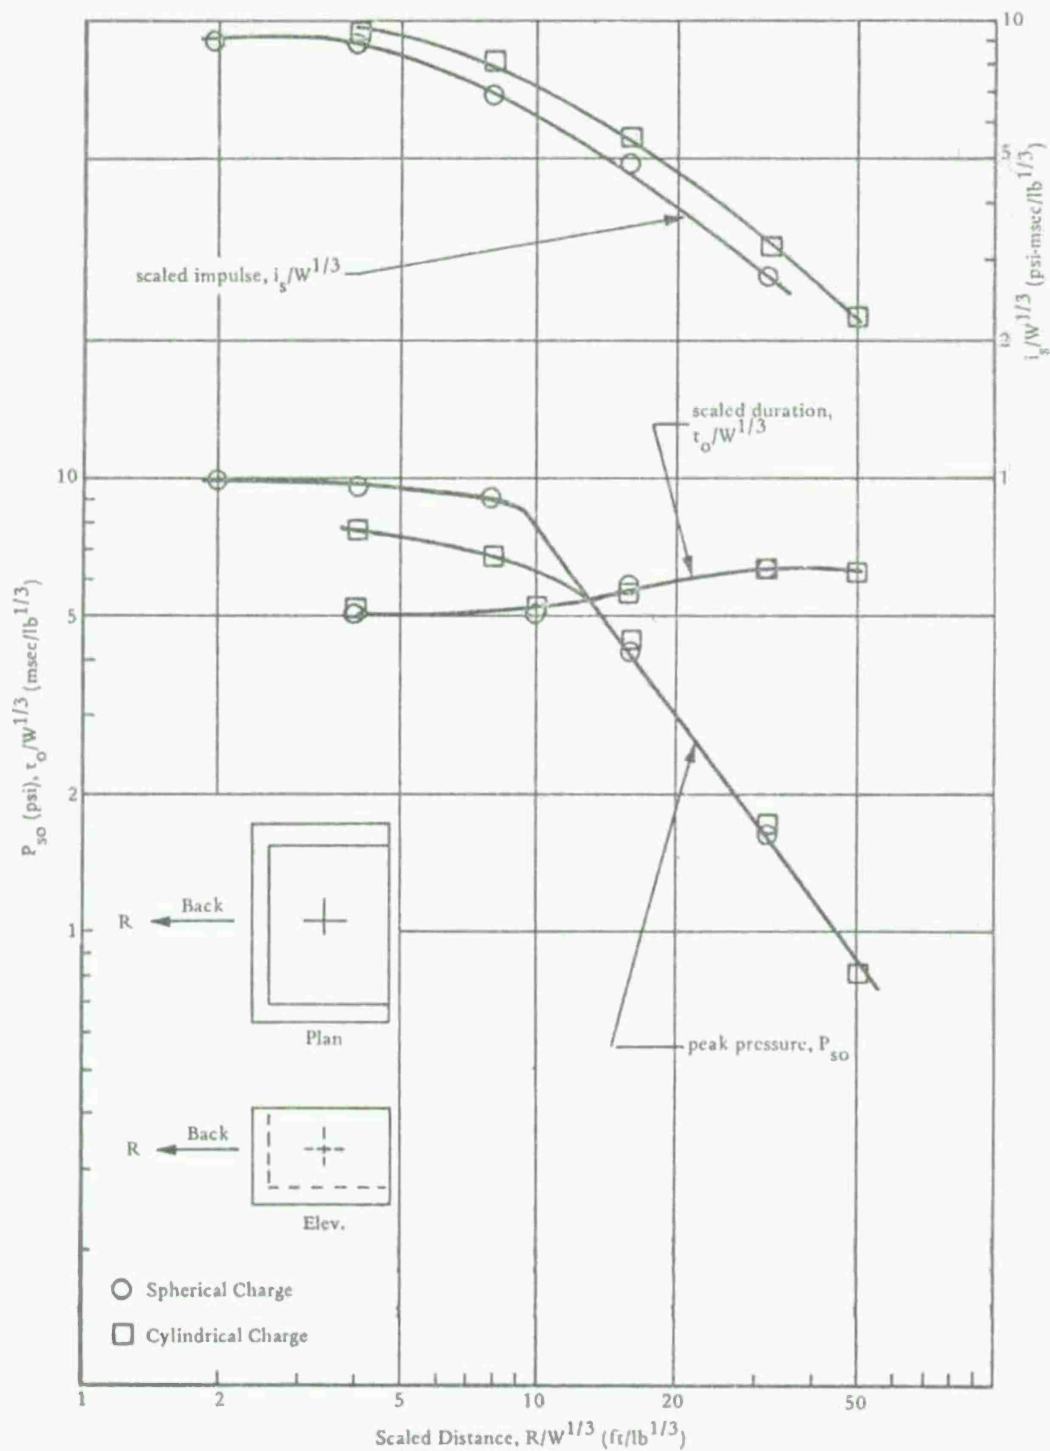 10
5
2
1
i_s/W^1/3 (psi-msec/lb^1/3)
scaled impulse, i_s/W^1/3
scaled duration,
τ_o/W^1/3
10
5
2
1
P_so (psi), τ_o/W^1/3 (msec/lb^1/3)
R
Back
Plan
peak pressure, P_so
R
Back
Elev.
Spherical Charge
Cylindrical Charge
1
2
5
10
20
50
Scaled Distance, R/W^1/3 (ft/lb^1/3)